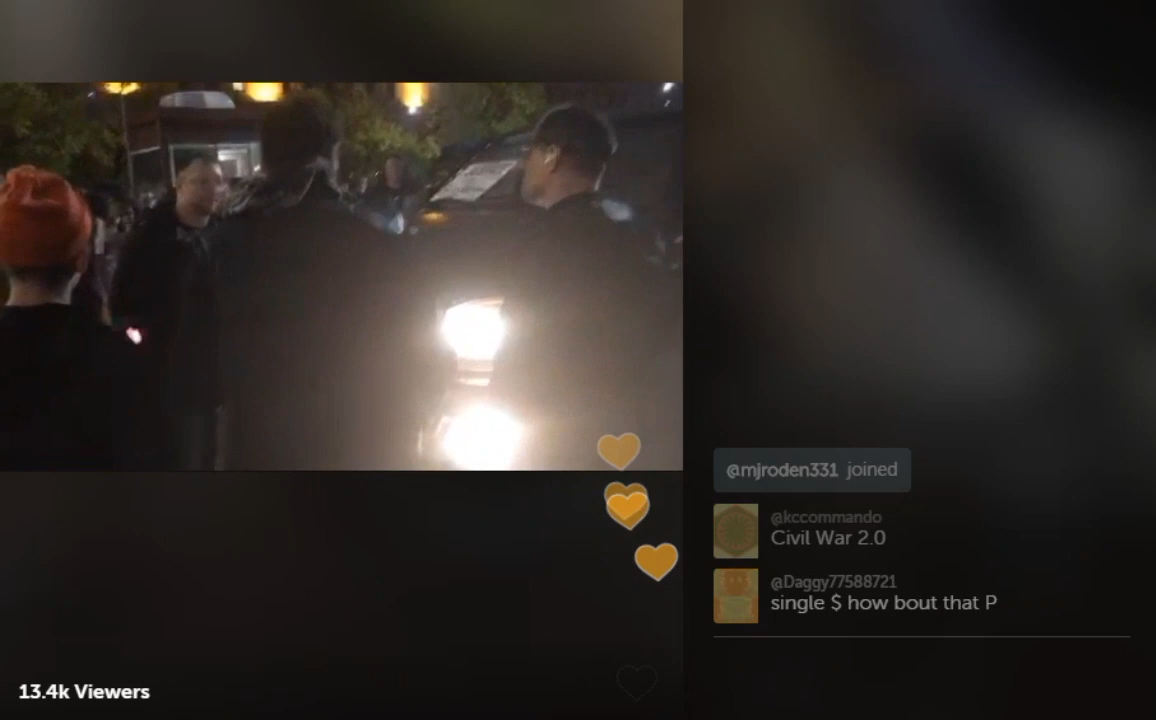 @mjroden331 joined
@kccommando
Civil War 2.0
@Daggy77588721
single $ how bout that P
13.4k Viewers